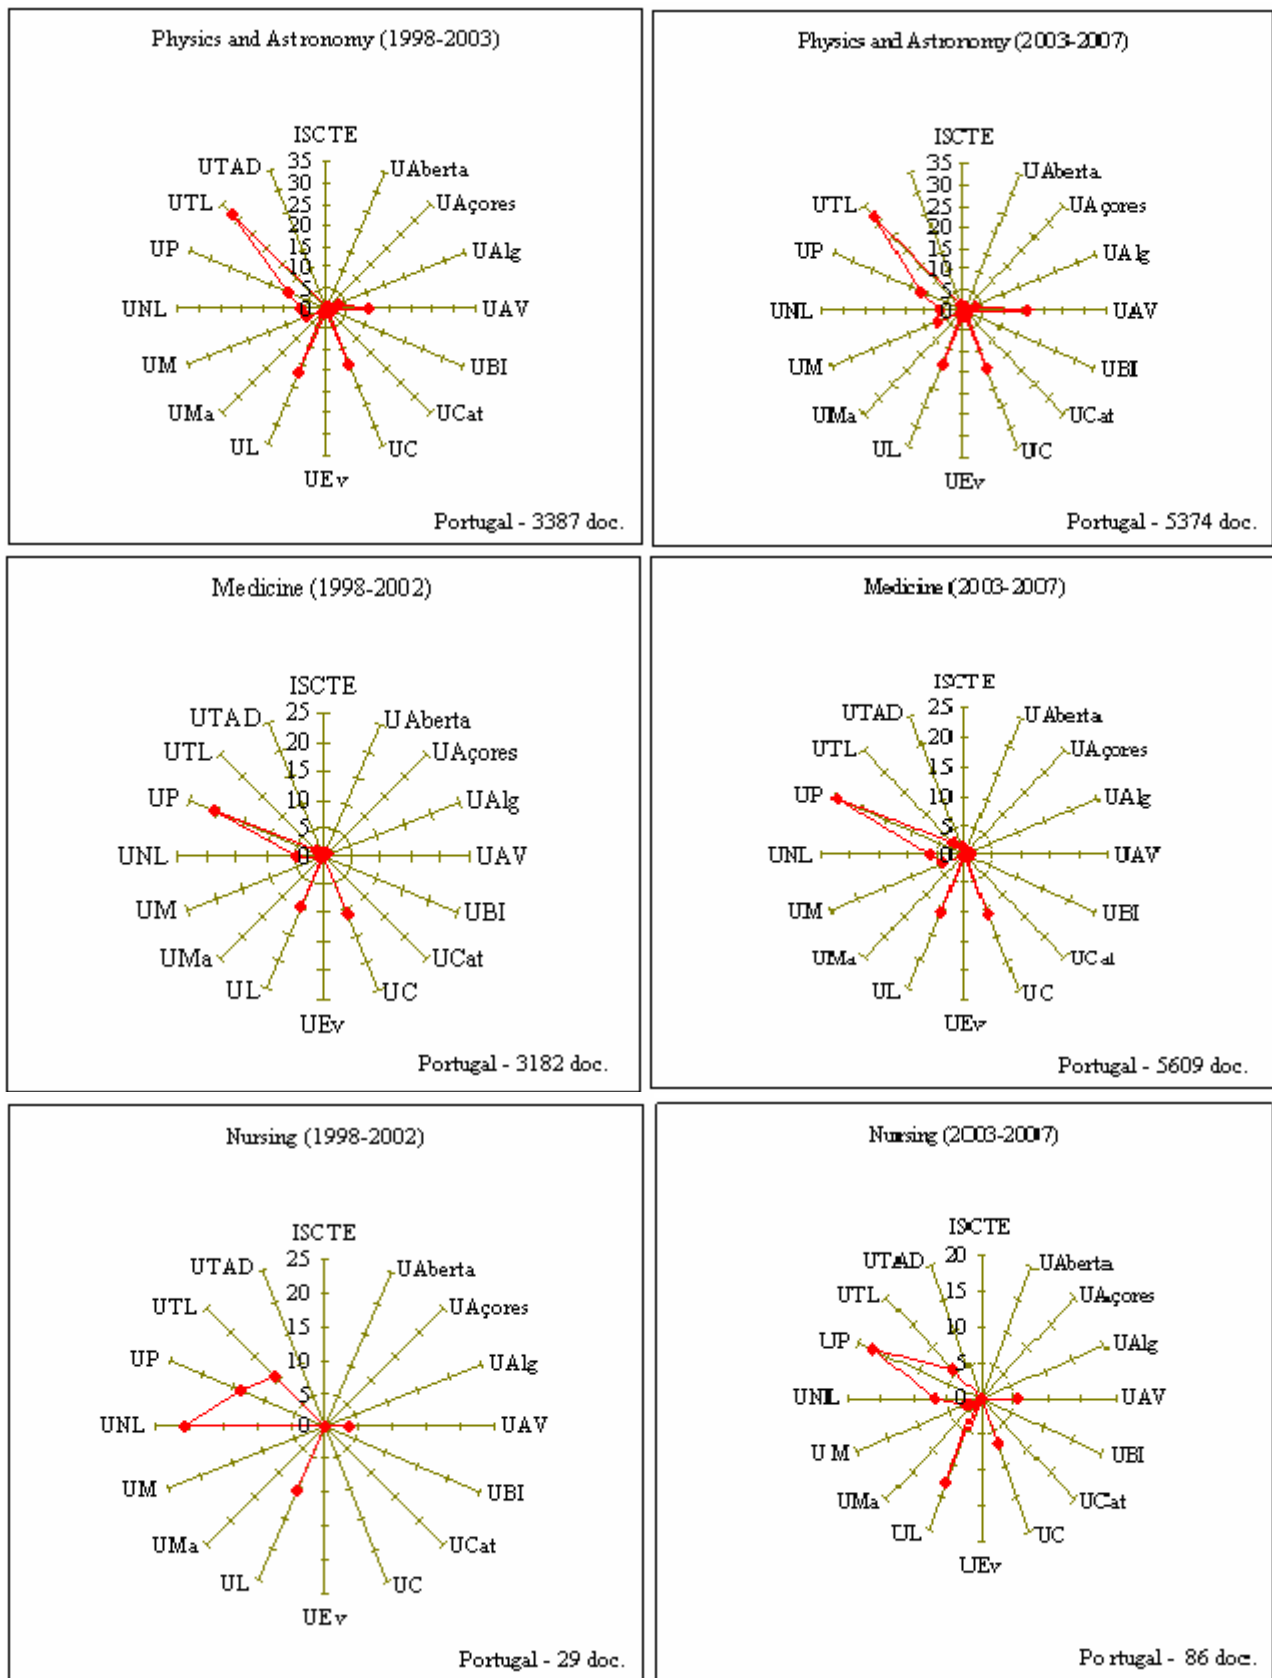 Physics and Astronomy (1998-2003)
ISCTE
UTAD
UAberta
35
30
UTL
25
UAçores
20
UP
15
UAlg
10
5
UNL
0
UAV
UM
UBI
UMa
UCat
UL
UC
UEv
Portugal - 3387 doc.
Physics and Astronomy (2003-2007)
ISCTE
35
UAberta
30
UTL
25
UAçores
20
UP
15
UAlg
10
5
UNL
0
UAV
UM
UBI
UMa
UCat
UL
UC
UEv
Portugal - 5374 doc.
Medicine (1998-2002)
ISCTE
25
UTAD
UAberta
20
UTL
UAçores
15
UP
10
UAlg
5
UNL
0
UAV
UM
UBI
UMa
UCat
UL
UC
UEv
Portugal - 3182 doc.
Medicine (2003-2007)
ISCTE
25
UTAD
UAberta
20
UTL
UAçores
15
UP
10
UAlg
5
UNL
0
UAV
UM
UBI
UMa
UCat
UL
UC
UEv
Portugal - 5609 doc.
Nursing (1998-2002)
ISCTE
25
UTAD
UAberta
20
UTL
UAçores
15
UP
10
UAlg
5
UNL
0
UAV
UM
UBI
UMa
UCat
UL
UC
UEv
Portugal - 29 doc.
Nursing (2003-2007)
ISCTE
20
UTAD
UAberta
15
UTL
UAçores
10
UP
UAlg
5
UNL
0
UAV
UM
UBI
UMa
UCat
UL
UC
UEv
Portugal - 86 doc.